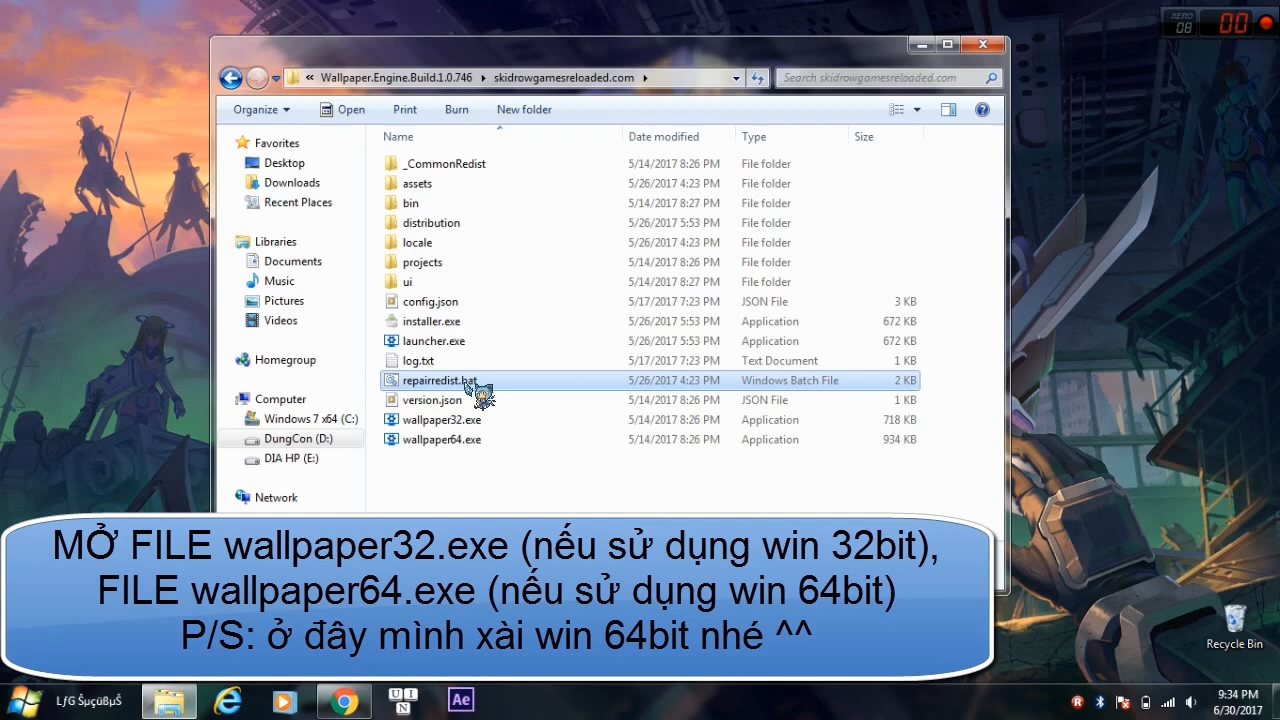 AERO
08
00
« Wallpaper.Engine.Build.1.0.746 ▸ skidrowgamesreloaded.com ▸
Search skidrowgamesreloaded.com
Organize Open Print Burn New folder
Name Date modified Type Size
Favorites
Desktop
Downloads
Recent Places
Libraries
Documents
Music
Pictures
Videos
Homegroup
Computer
Windows 7 x64 (C:)
DungCon (D:)
DIA HP (E:)
Network
_CommonRedist 5/14/2017 8:26 PM File folder
assets 5/26/2017 4:23 PM File folder
bin 5/14/2017 8:27 PM File folder
distribution 5/26/2017 5:53 PM File folder
locale 5/26/2017 4:23 PM File folder
projects 5/14/2017 8:26 PM File folder
ui 5/14/2017 8:27 PM File folder
config.json 5/17/2017 7:23 PM JSON File 3 KB
installer.exe 5/26/2017 5:53 PM Application 672 KB
launcher.exe 5/26/2017 5:53 PM Application 672 KB
log.txt 5/17/2017 7:23 PM Text Document 1 KB
repairredist.bat 5/26/2017 4:23 PM Windows Batch File 2 KB
version.json 5/14/2017 8:26 PM JSON File 1 KB
wallpaper32.exe 5/14/2017 8:26 PM Application 718 KB
wallpaper64.exe 5/14/2017 8:26 PM Application 934 KB
MỞ FILE wallpaper32.exe (nếu sử dụng win 32bit),
FILE wallpaper64.exe (nếu sử dụng win 64bit)
P/S: ở đây mình xài win 64bit nhé ^^
Recycle Bin
LƒG ŠµçüßµŠ
U I
N
Ae
9:34 PM
6/30/2017